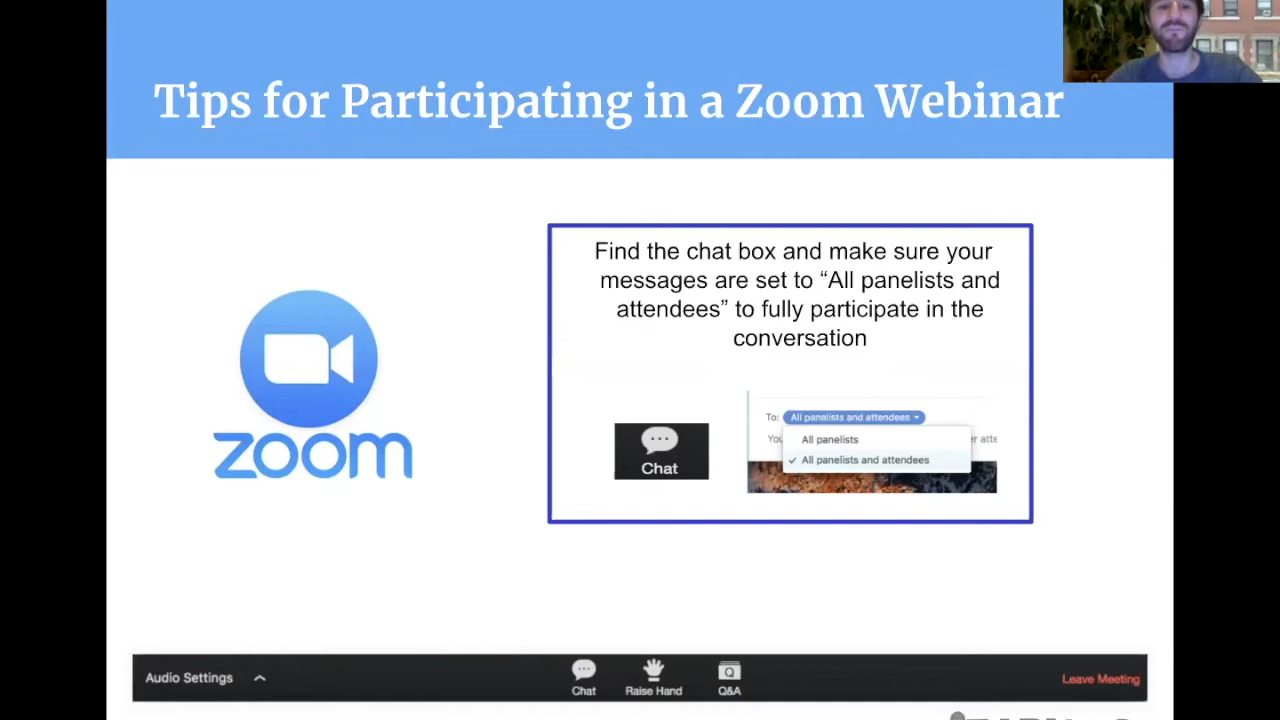 Tips for Participating in a Zoom Webinar
Find the chat box and make sure your
messages are set to “All panelists and
attendees” to fully participate in the
conversation
zoom
Chat
To: All panelists and attendees
You
All panelists
All panelists and attendees
Audio Settings
Chat
Raise Hand
Q&A
Leave Meeting